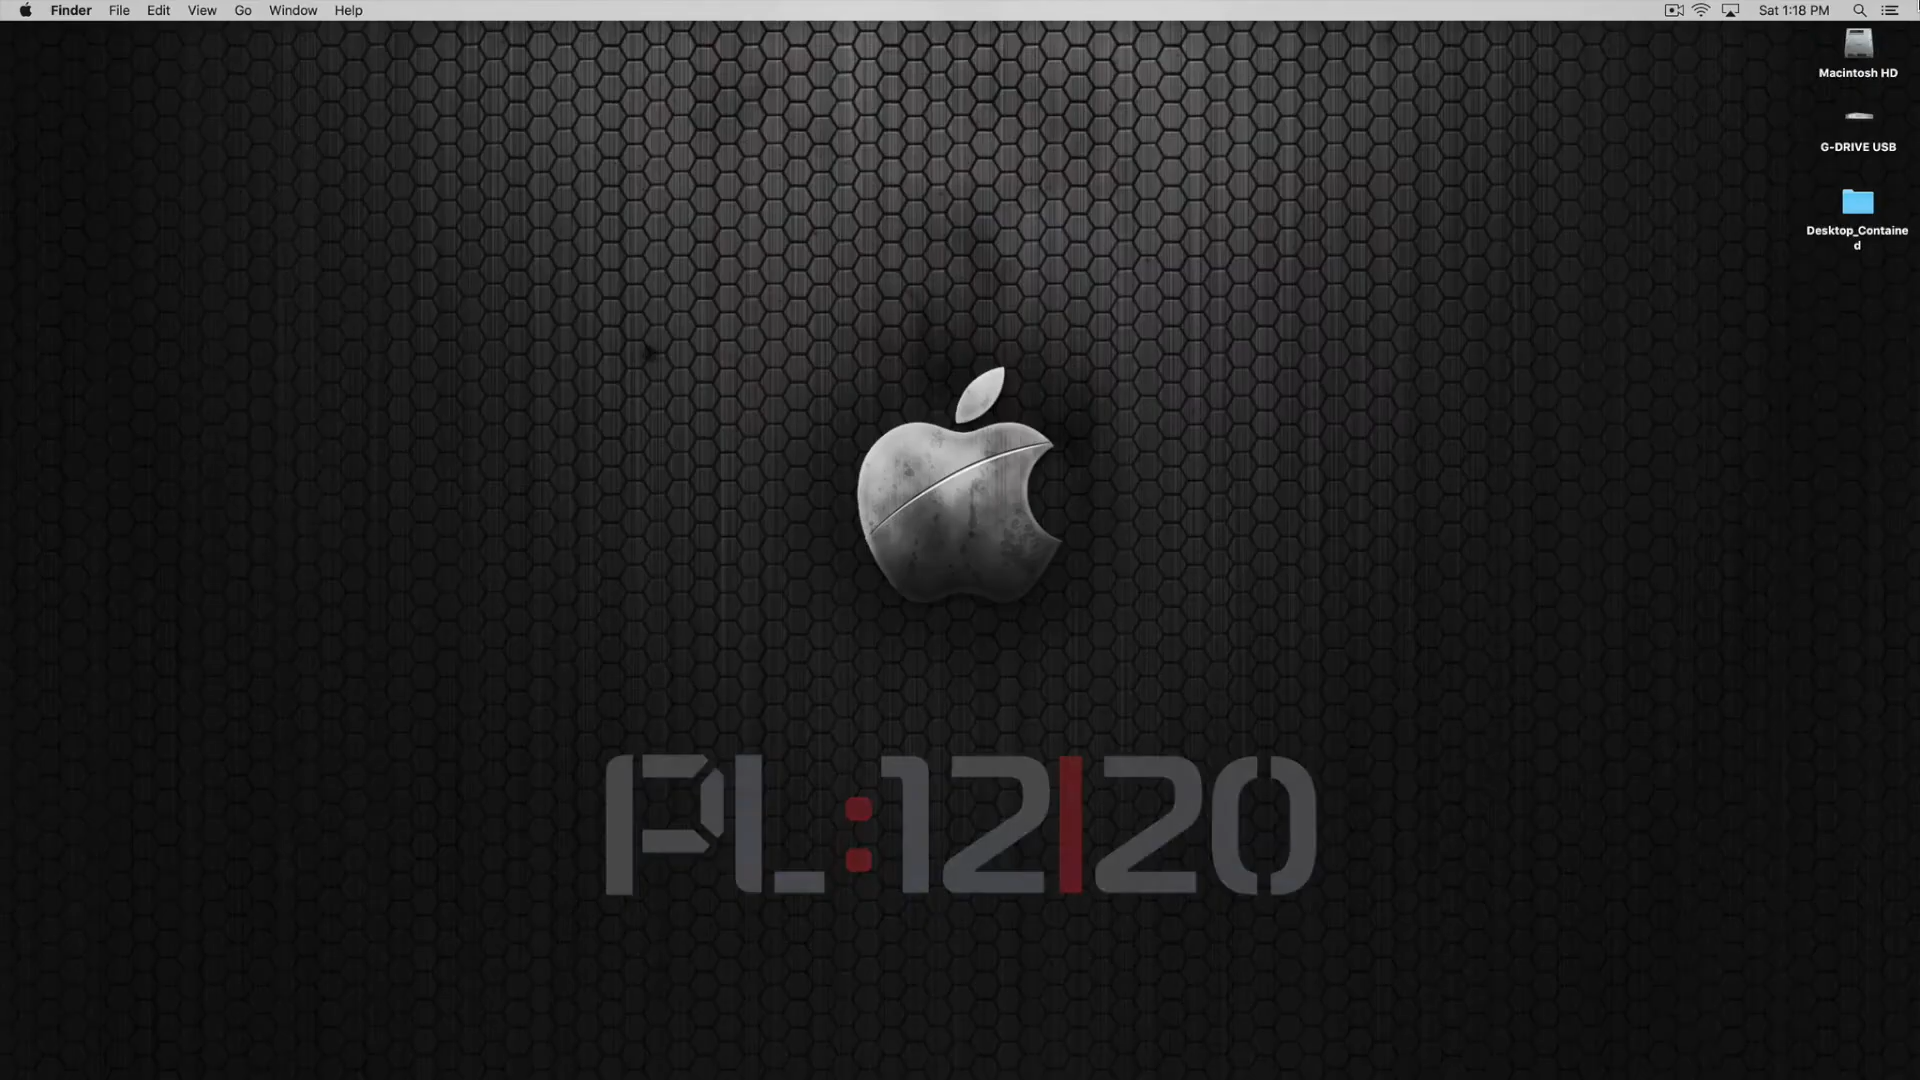 Finder File Edit View Go Window Help Sat 1:18 PM
Macintosh HD
G-DRIVE USB
Desktop_Containe
d
PL:12|20